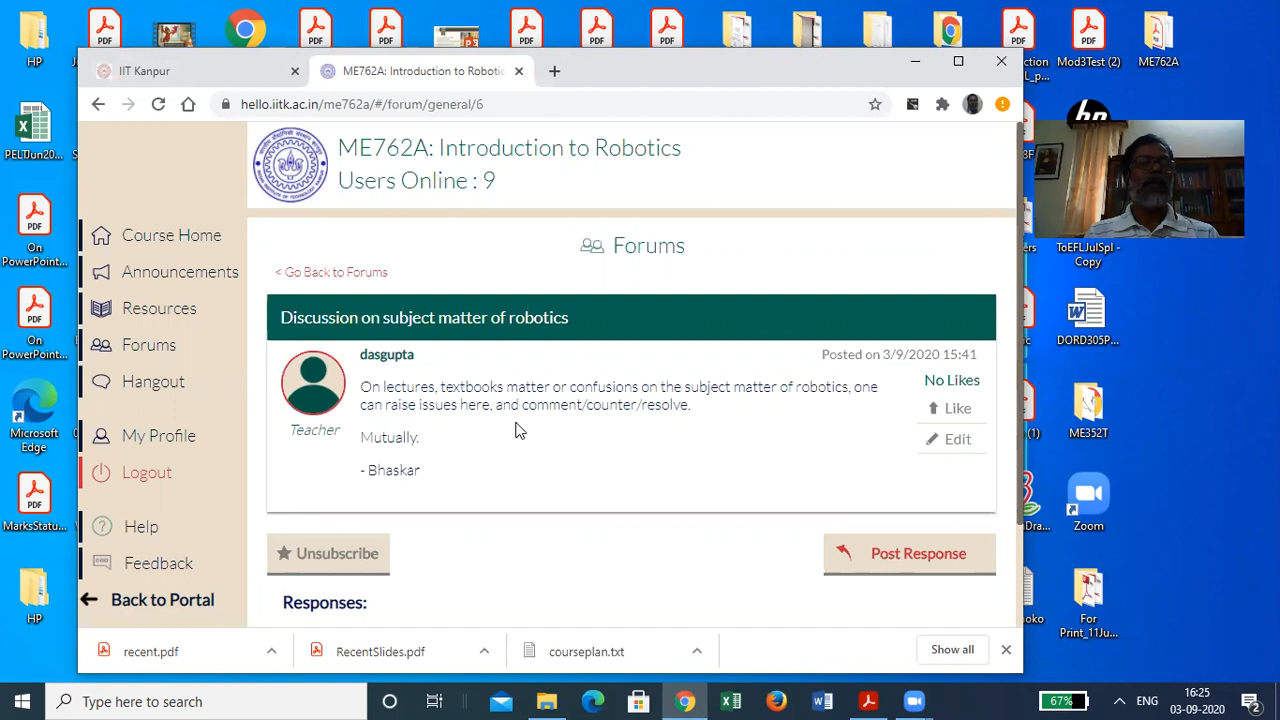 HP
PELTJun20...
On
PowerPoint...
On
PowerPoint...
Microsoft
Edge
MarksStatu...
HP
IIT Kanpur
ME762A: Introduction to Robotic
hello.iitk.ac.in/me762a/#/forum/general/6
ME762A: Introduction to Robotics
Users Online : 9
Course Home
Announcements
Resources
Forums
Hangout
My Profile
Logout
Help
Feedback
Back to Portal
Forums
< Go Back to Forums
Discussion on subject matter of robotics
dasgupta
Posted on 3/9/2020 15:41
Teacher
On lectures, textbooks matter or confusions on the subject matter of robotics, one
can raise issues here, and comment/counter/resolve.
Mutually.
- Bhaskar
No Likes
Like
Edit
Unsubscribe
Post Response
Responses:
recent.pdf
RecentSlides.pdf
courseplan.txt
Show all
Mod3Test (2)
ME762A
hp
ToEFLJulSpl -
Copy
DORD305P...
ME352T
Zoom
For
Print_11Ju...
Type here to search
67%
ENG
16:25
03-09-2020
2